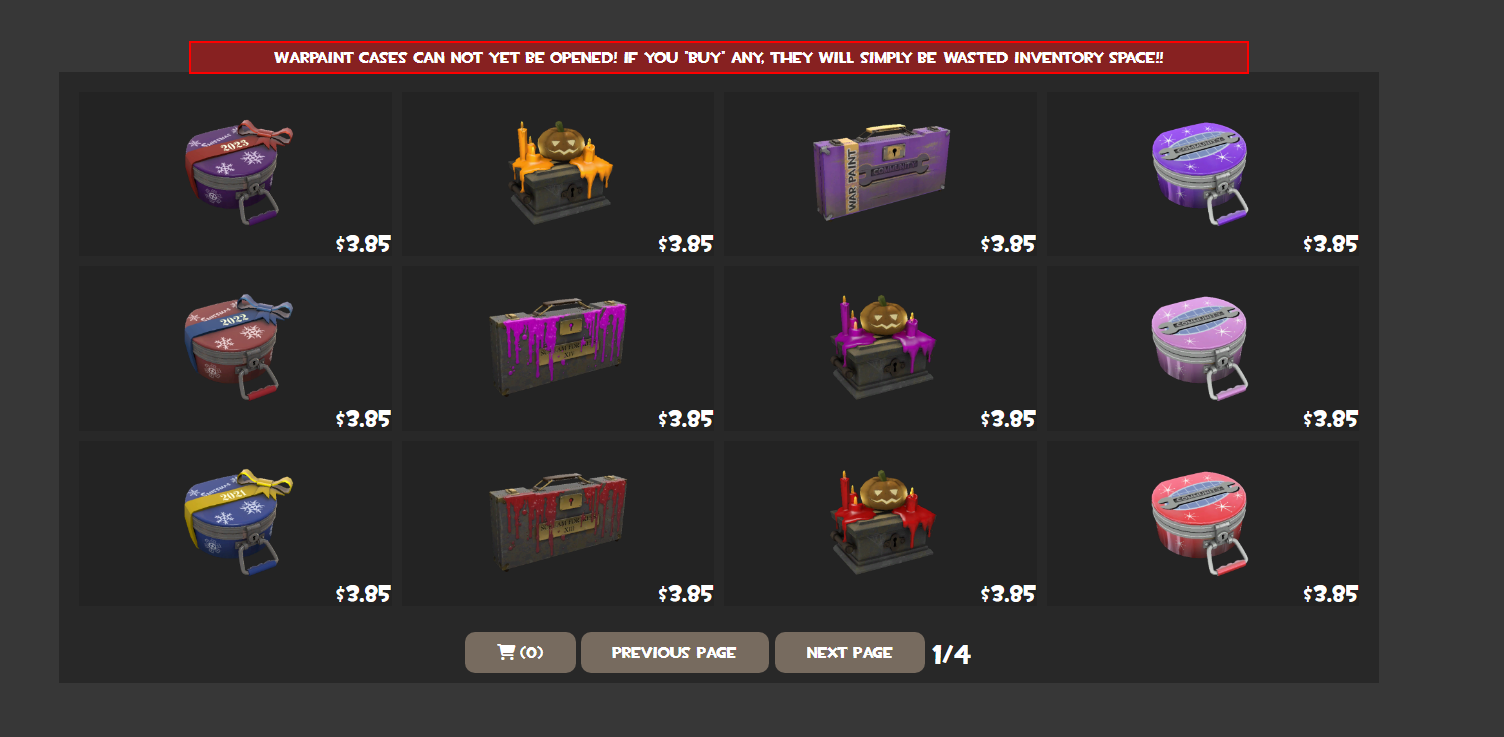 WARPAINT CASES CAN NOT YET BE OPENED! IF YOU "BUY" ANY, THEY WILL SIMPLY BE WASTED INVENTORY SPACE!!
2023
WAR PAINT
$3.85
$3.85
$3.85
$3.85
2022
XIV
$3.85
$3.85
$3.85
$3.85
2021
XIII
$3.85
$3.85
$3.85
$3.85
(0)
PREVIOUS PAGE
NEXT PAGE
1/4